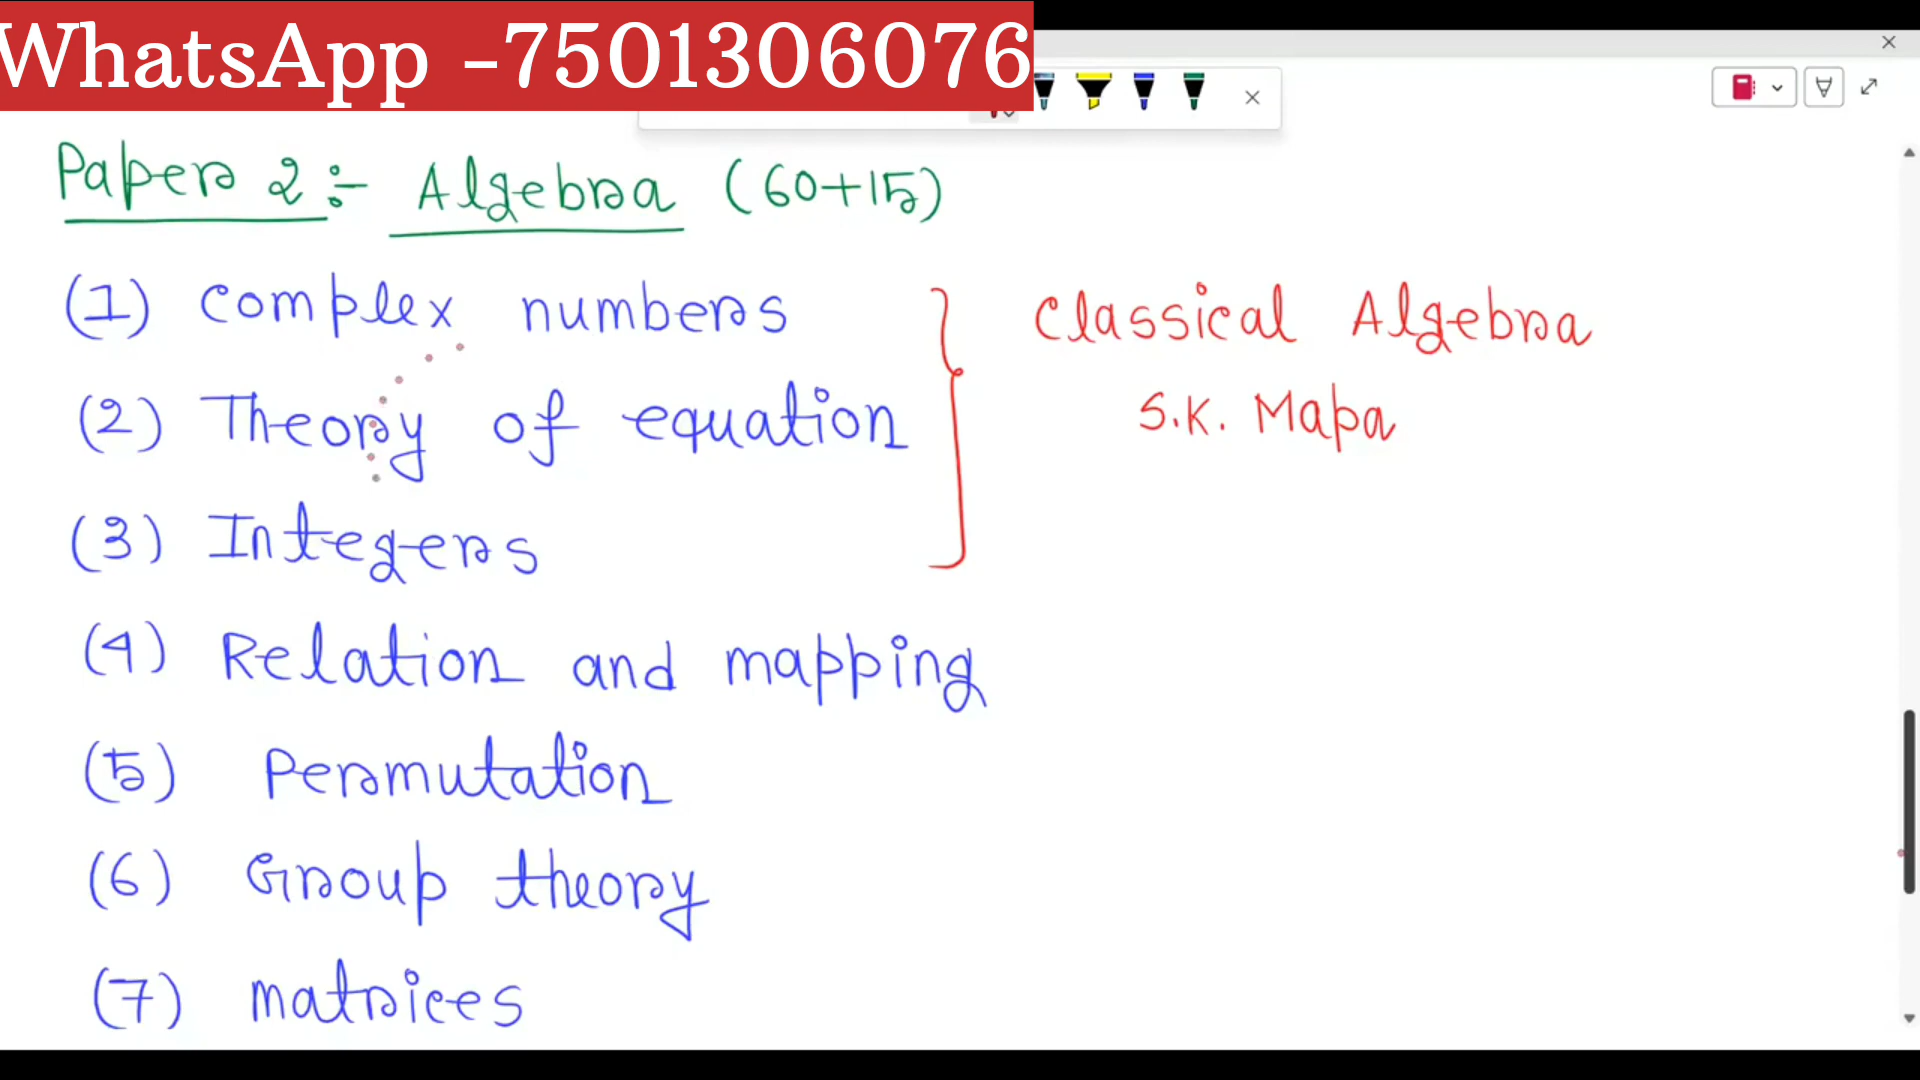 WhatsApp -7501306076
Paper 2 :- Algebra (60+15)
(1) Complex numbers
Classical Algebra
(2) Theory of equation
S.K. Mapa
(3) Integers
(4) Relation and mapping
(5) Permutation
(6) Group theory
(7) matrices